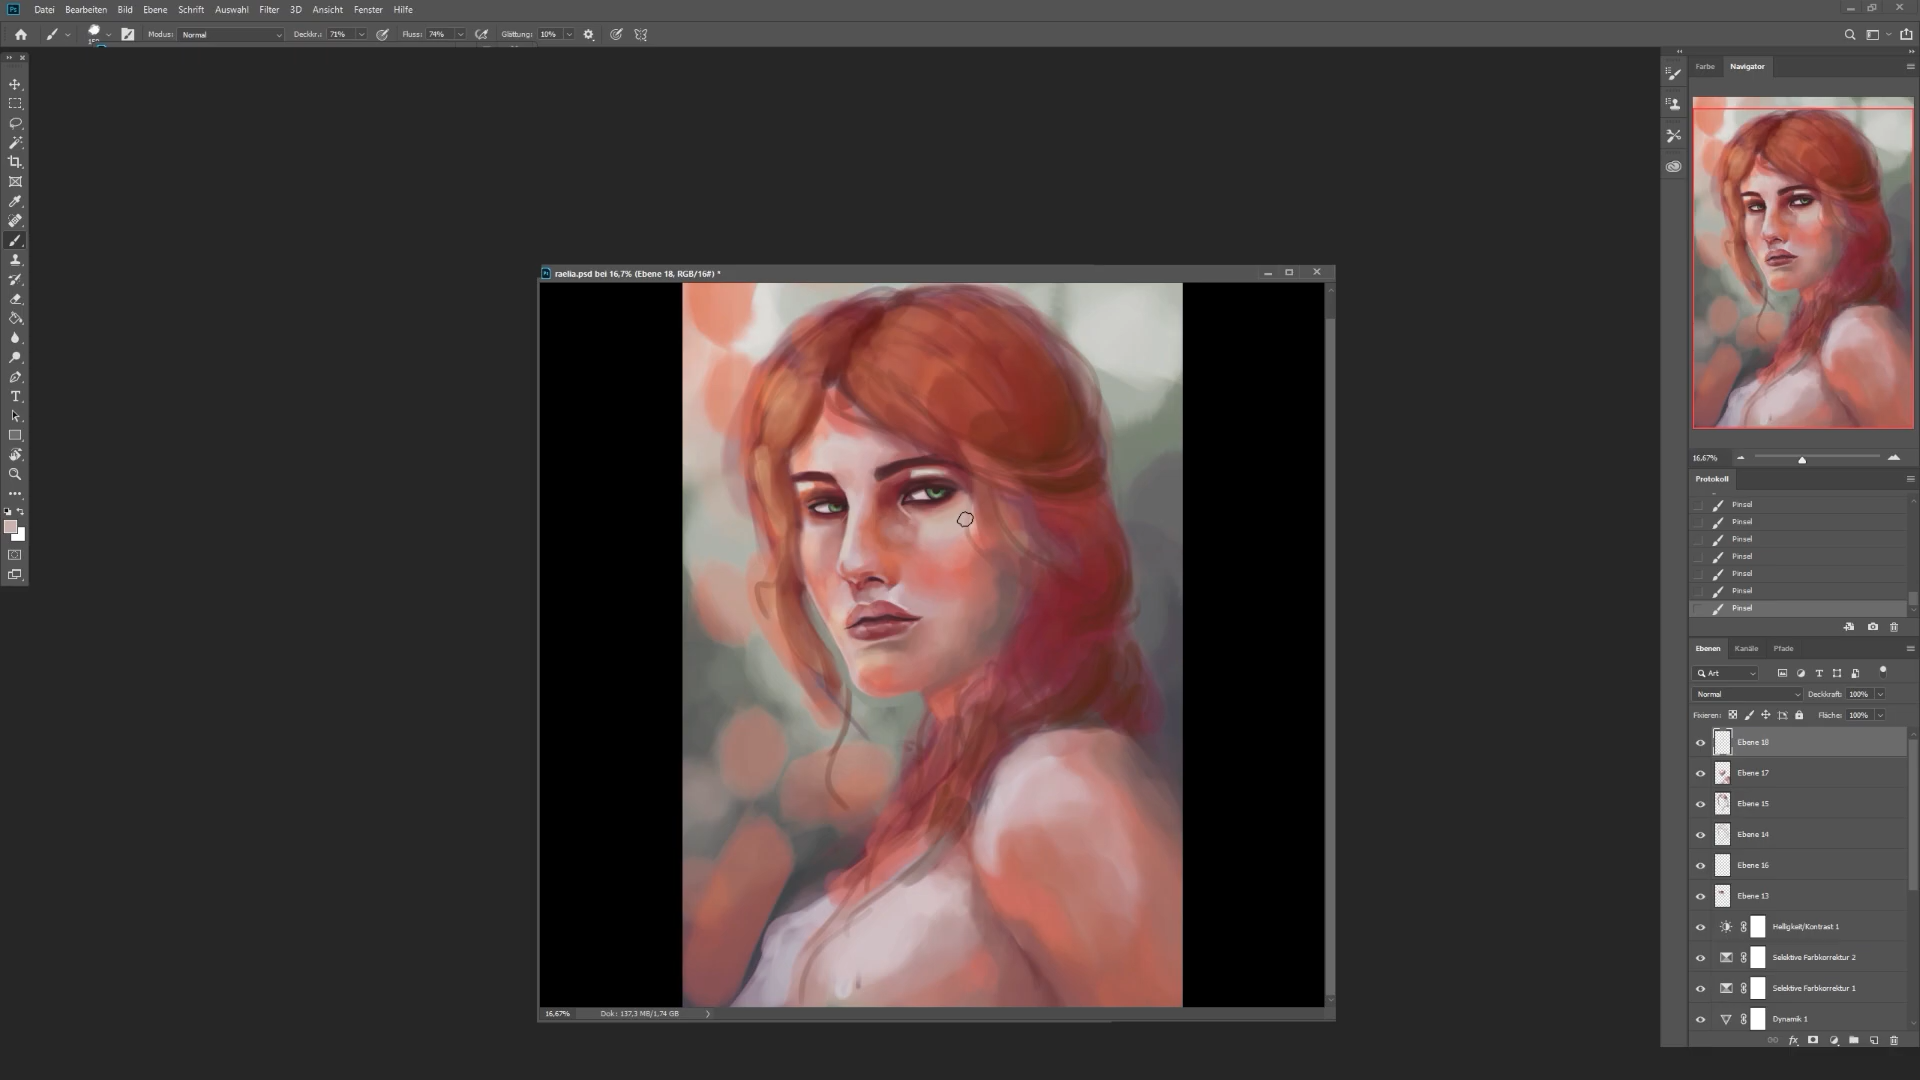 Ps Datei Bearbeiten Bild Ebene Schrift Auswahl Filter 3D Ansicht Fenster Hilfe
Modus: Normal Deckkr.: 71% Fluss: 74% Glättung: 10%
Farbe Navigator
16.67%
Protokoll
Pinsel
Pinsel
Pinsel
Pinsel
Pinsel
Pinsel
Pinsel
raelia.psd bei 16,7% (Ebene 18, RGB/16#) *
16,67% Dok: 137,3 MB/1,74 GB
Ebenen Kanäle Pfade
Art
Normal Deckkraft: 100%
Fixieren: Fläche: 100%
Ebene 18
Ebene 17
Ebene 15
Ebene 14
Ebene 16
Ebene 13
Helligkeit/Kontrast 1
Selektive Farbkorrektur 2
Selektive Farbkorrektur 1
Dynamik 1
fx